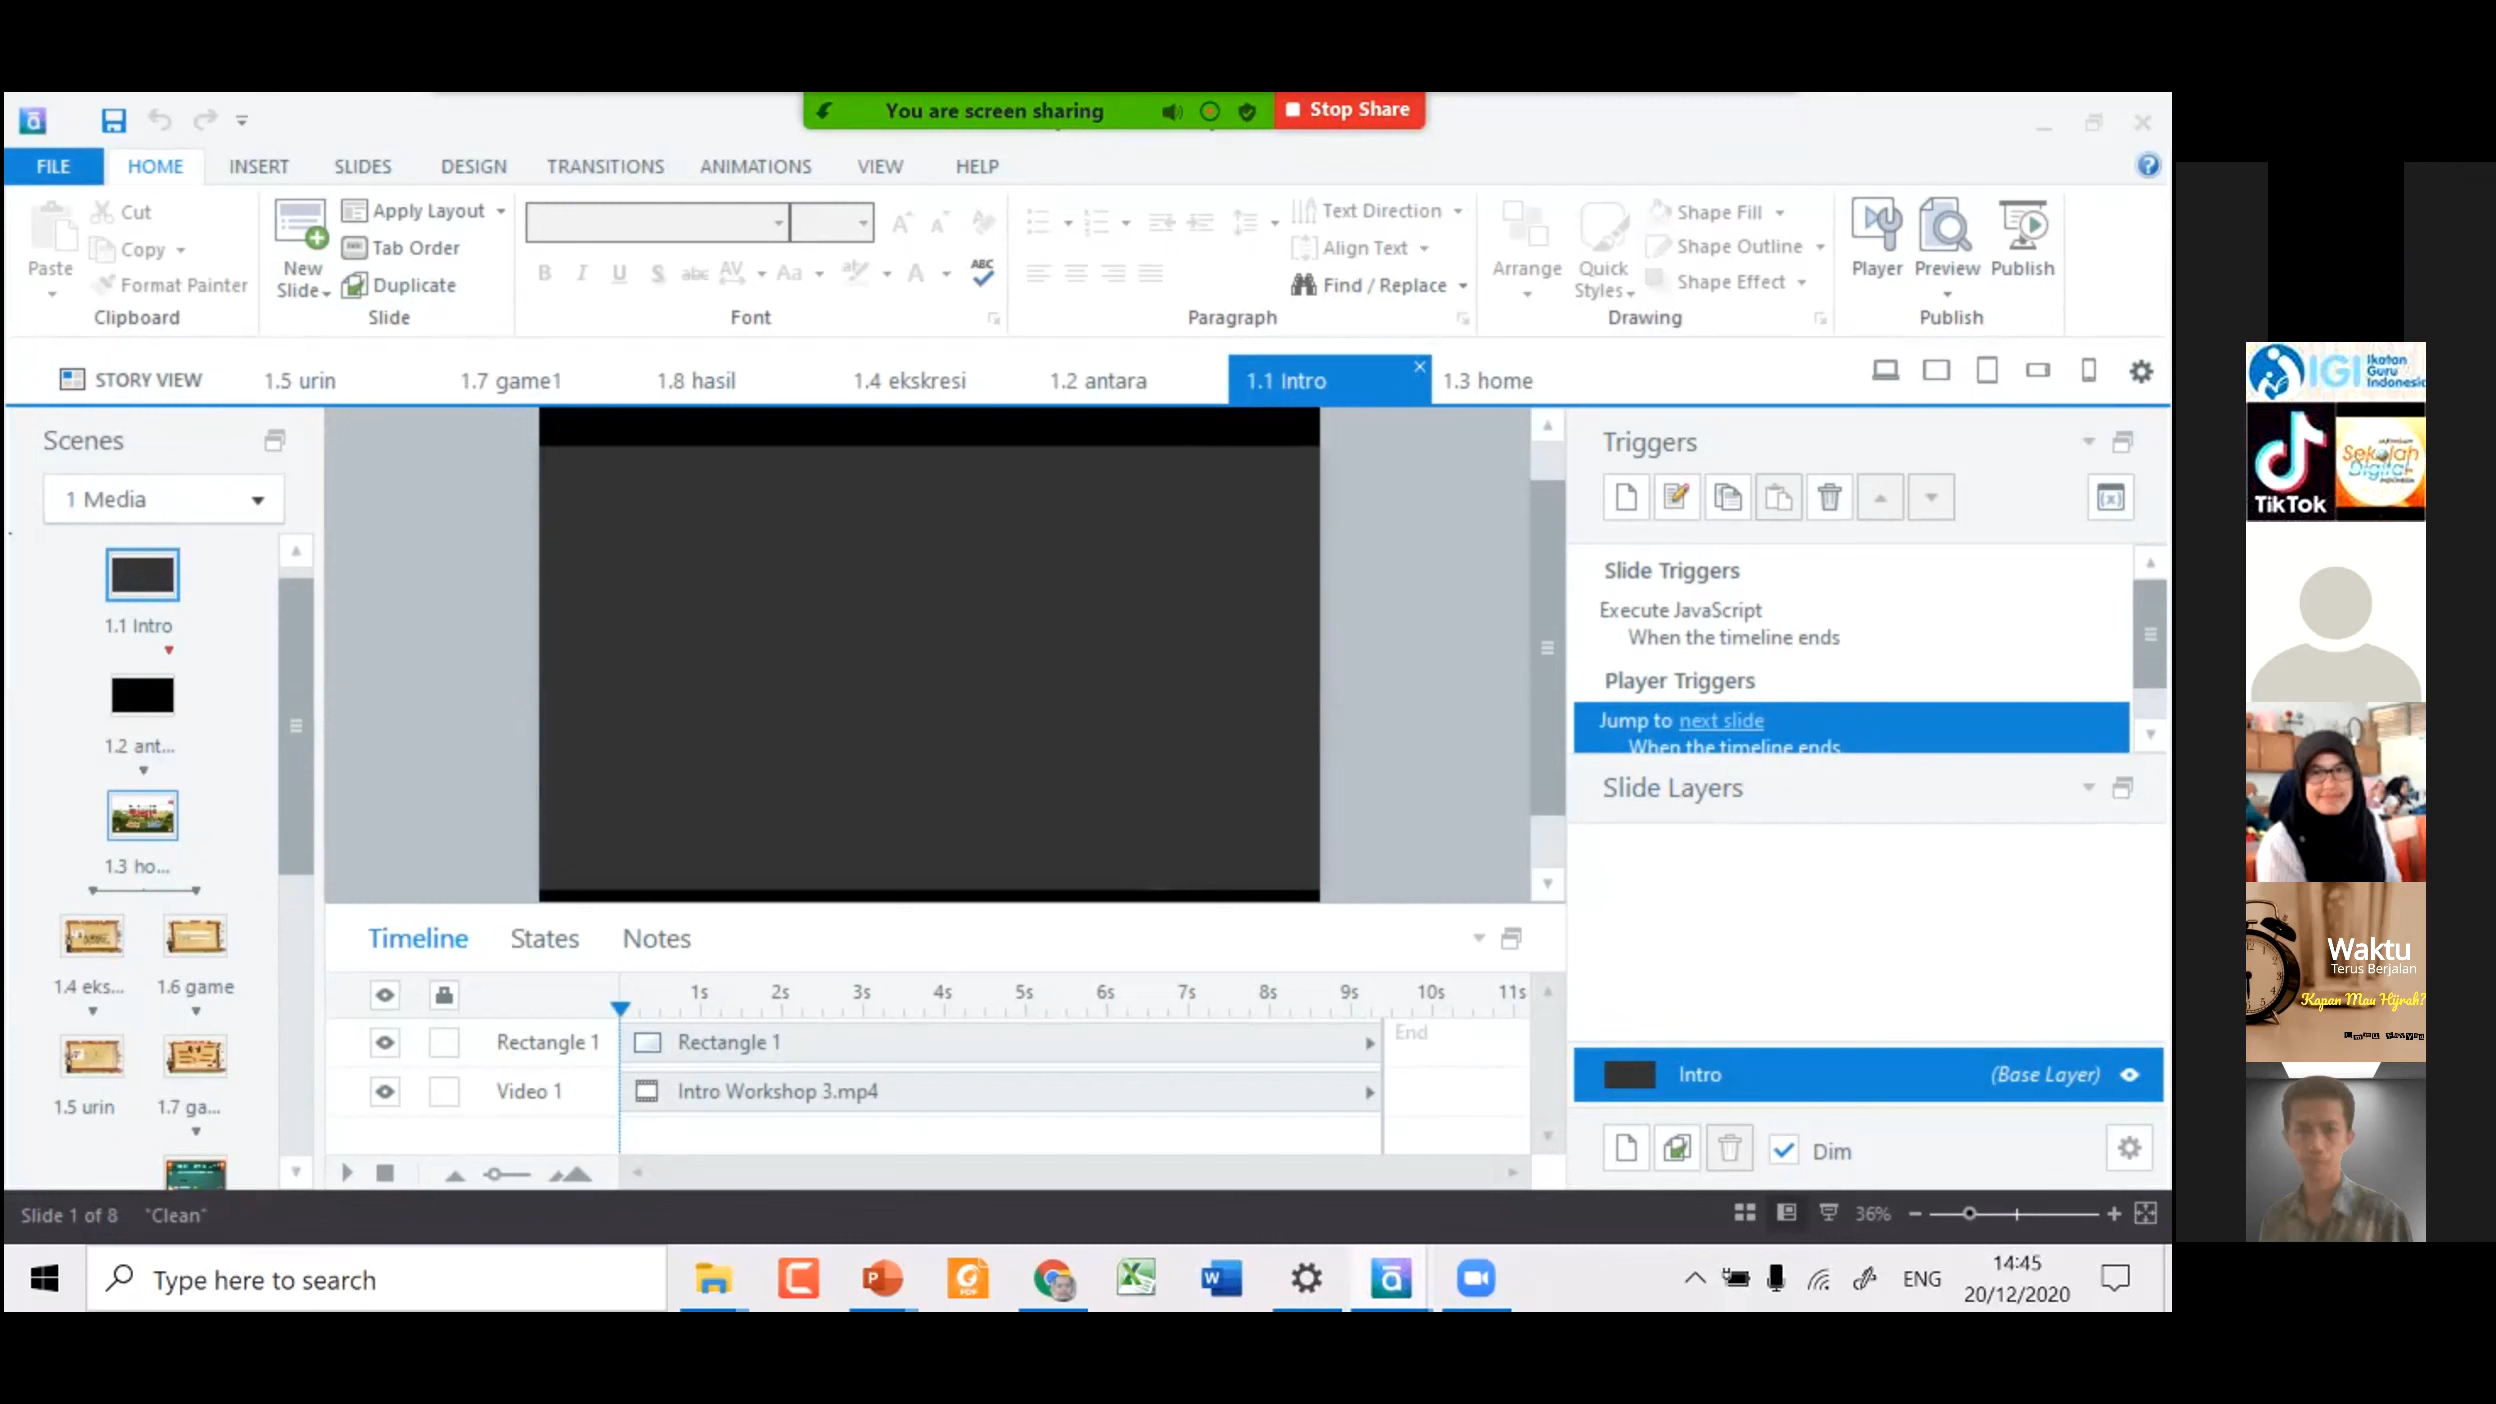 You are screen sharing
Stop Share
FILE HOME INSERT SLIDES DESIGN TRANSITIONS ANIMATIONS VIEW HELP
Paste
Cut
Copy
Format Painter
Clipboard
New Slide
Apply Layout
Tab Order
Duplicate
Slide
B I U S abc AV Aa A ABC
Font
Text Direction
Align Text
Find / Replace
Paragraph
Arrange
Quick Styles
Shape Fill
Shape Outline
Shape Effect
Drawing
Player Preview Publish
Publish
STORY VIEW 1.5 urin 1.7 game1 1.8 hasil 1.4 ekskresi 1.2 antara 1.1 Intro 1.3 home
Scenes
1 Media
1.1 Intro
1.2 ant...
1.3 ho...
1.4 eks... 1.6 game
1.5 urin 1.7 ga...
Triggers
Slide Triggers
Execute JavaScript
When the timeline ends
Player Triggers
Jump to next slide
When the timeline ends
Slide Layers
Intro (Base Layer)
Dim
Timeline States Notes
1s 2s 3s 4s 5s 6s 7s 8s 9s 10s 11s
Rectangle 1 Rectangle 1 End
Video 1 Intro Workshop 3.mp4
Slide 1 of 8 "Clean"
36%
Type here to search
ENG
14:45
20/12/2020
IGI Ikatan Guru Indonesia
TikTok
Sekolah
Digital
Waktu
Terus Berjalan
Kapan Mau Hijrah?